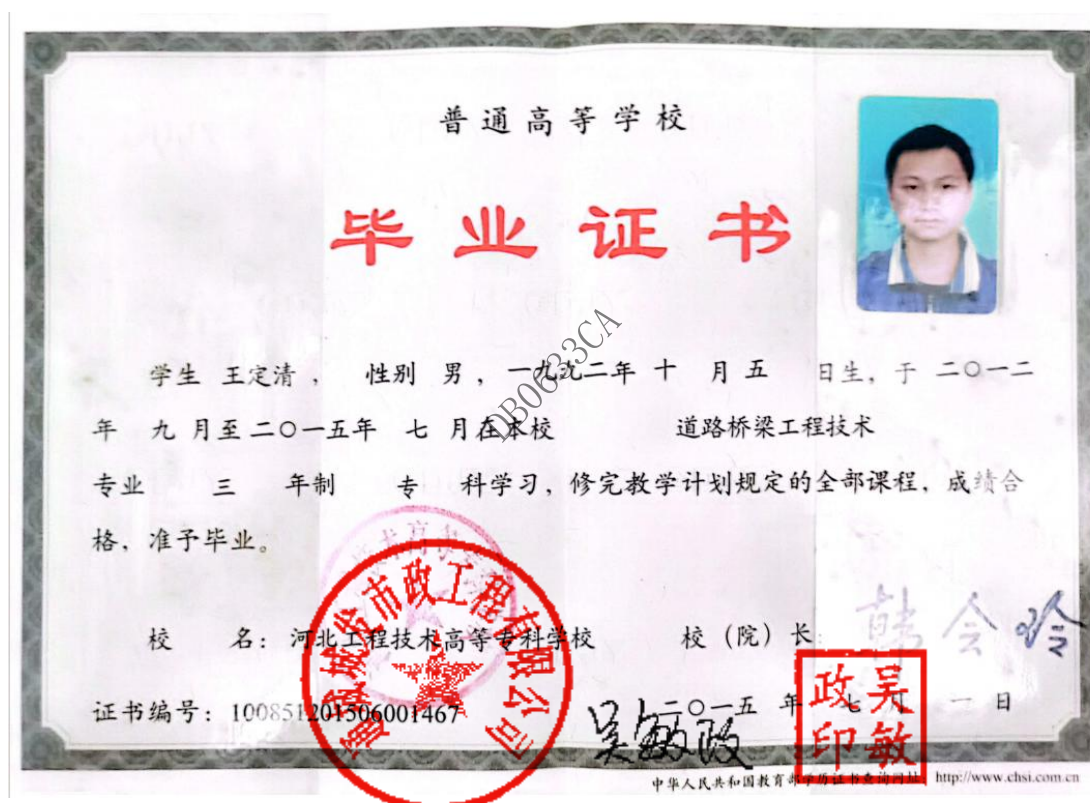 普通高等学校
毕业证书
学生 王定清 ， 性别 男 ，一九九二年 十 月 五 日生，于 二〇一二
年 九 月至二〇一五年 七 月在本校 道路桥梁工程技术
专业 三 年制 专 科学习，修完教学计划规定的全部课程，成绩合
格，准予毕业。
校 名：河北工程技术高等专科学校 校（院）长：韩会玲
证书编号：100851201506001467 二〇一五 年 七 月 一 日
中华人民共和国教育部学历证书查询网址 http://www.chsi.com.cn
DB0633CA
城发市政工程有限公司
吴敏政
吴敏政印